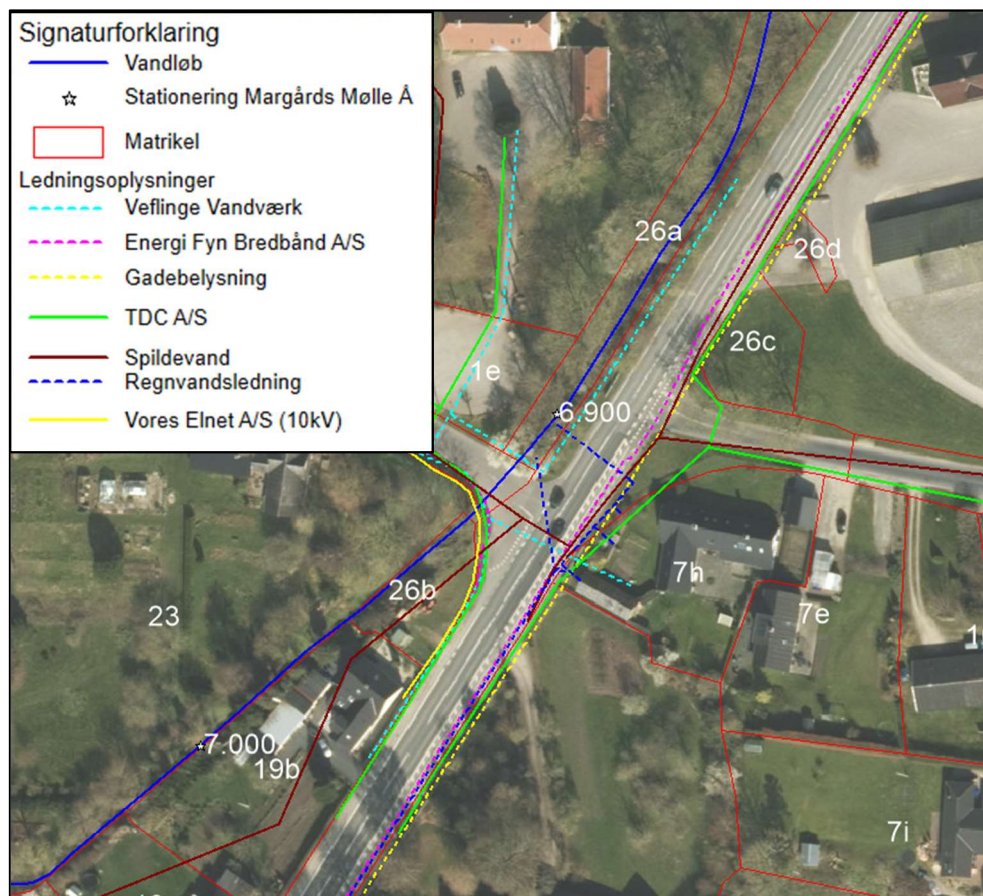 Signaturforklaring
Vandløb
Stationering Margårds Mølle Å
Matrikel
Ledningsoplysninger
Veflinge Vandværk
Energi Fyn Bredbånd A/S
Gadebelysning
TDC A/S
Spildevand
Regnvandsledning
Vores Elnet A/S (10kV)
26a
26d
26c
1e
6.900
7h
7e
26b
23
1
7.000
19b
7i